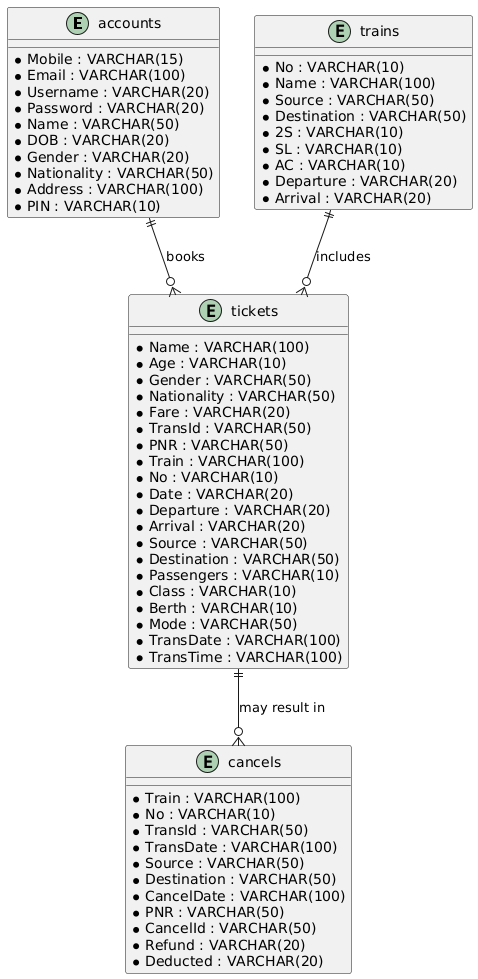 E accounts
Mobile : VARCHAR(15)
Email : VARCHAR(100)
Username : VARCHAR(20)
Password : VARCHAR(20)
Name : VARCHAR(50)
DOB : VARCHAR(20)
Gender : VARCHAR(20)
Nationality : VARCHAR(50)
Address : VARCHAR(100)
PIN : VARCHAR(10)
E trains
No : VARCHAR(10)
Name : VARCHAR(100)
Source : VARCHAR(50)
Destination : VARCHAR(50)
2S : VARCHAR(10)
SL : VARCHAR(10)
AC : VARCHAR(10)
Departure : VARCHAR(20)
Arrival : VARCHAR(20)
books
includes
E tickets
Name : VARCHAR(100)
Age : VARCHAR(10)
Gender : VARCHAR(50)
Nationality : VARCHAR(50)
Fare : VARCHAR(20)
TransId : VARCHAR(50)
PNR : VARCHAR(50)
Train : VARCHAR(100)
No : VARCHAR(10)
Date : VARCHAR(20)
Departure : VARCHAR(20)
Arrival : VARCHAR(20)
Source : VARCHAR(50)
Destination : VARCHAR(50)
Passengers : VARCHAR(10)
Class : VARCHAR(10)
Berth : VARCHAR(10)
Mode : VARCHAR(50)
TransDate : VARCHAR(100)
TransTime : VARCHAR(100)
may result in
E cancels
Train : VARCHAR(100)
No : VARCHAR(10)
TransId : VARCHAR(50)
TransDate : VARCHAR(100)
Source : VARCHAR(50)
Destination : VARCHAR(50)
CancelDate : VARCHAR(100)
PNR : VARCHAR(50)
CancelId : VARCHAR(50)
Refund : VARCHAR(20)
Deducted : VARCHAR(20)